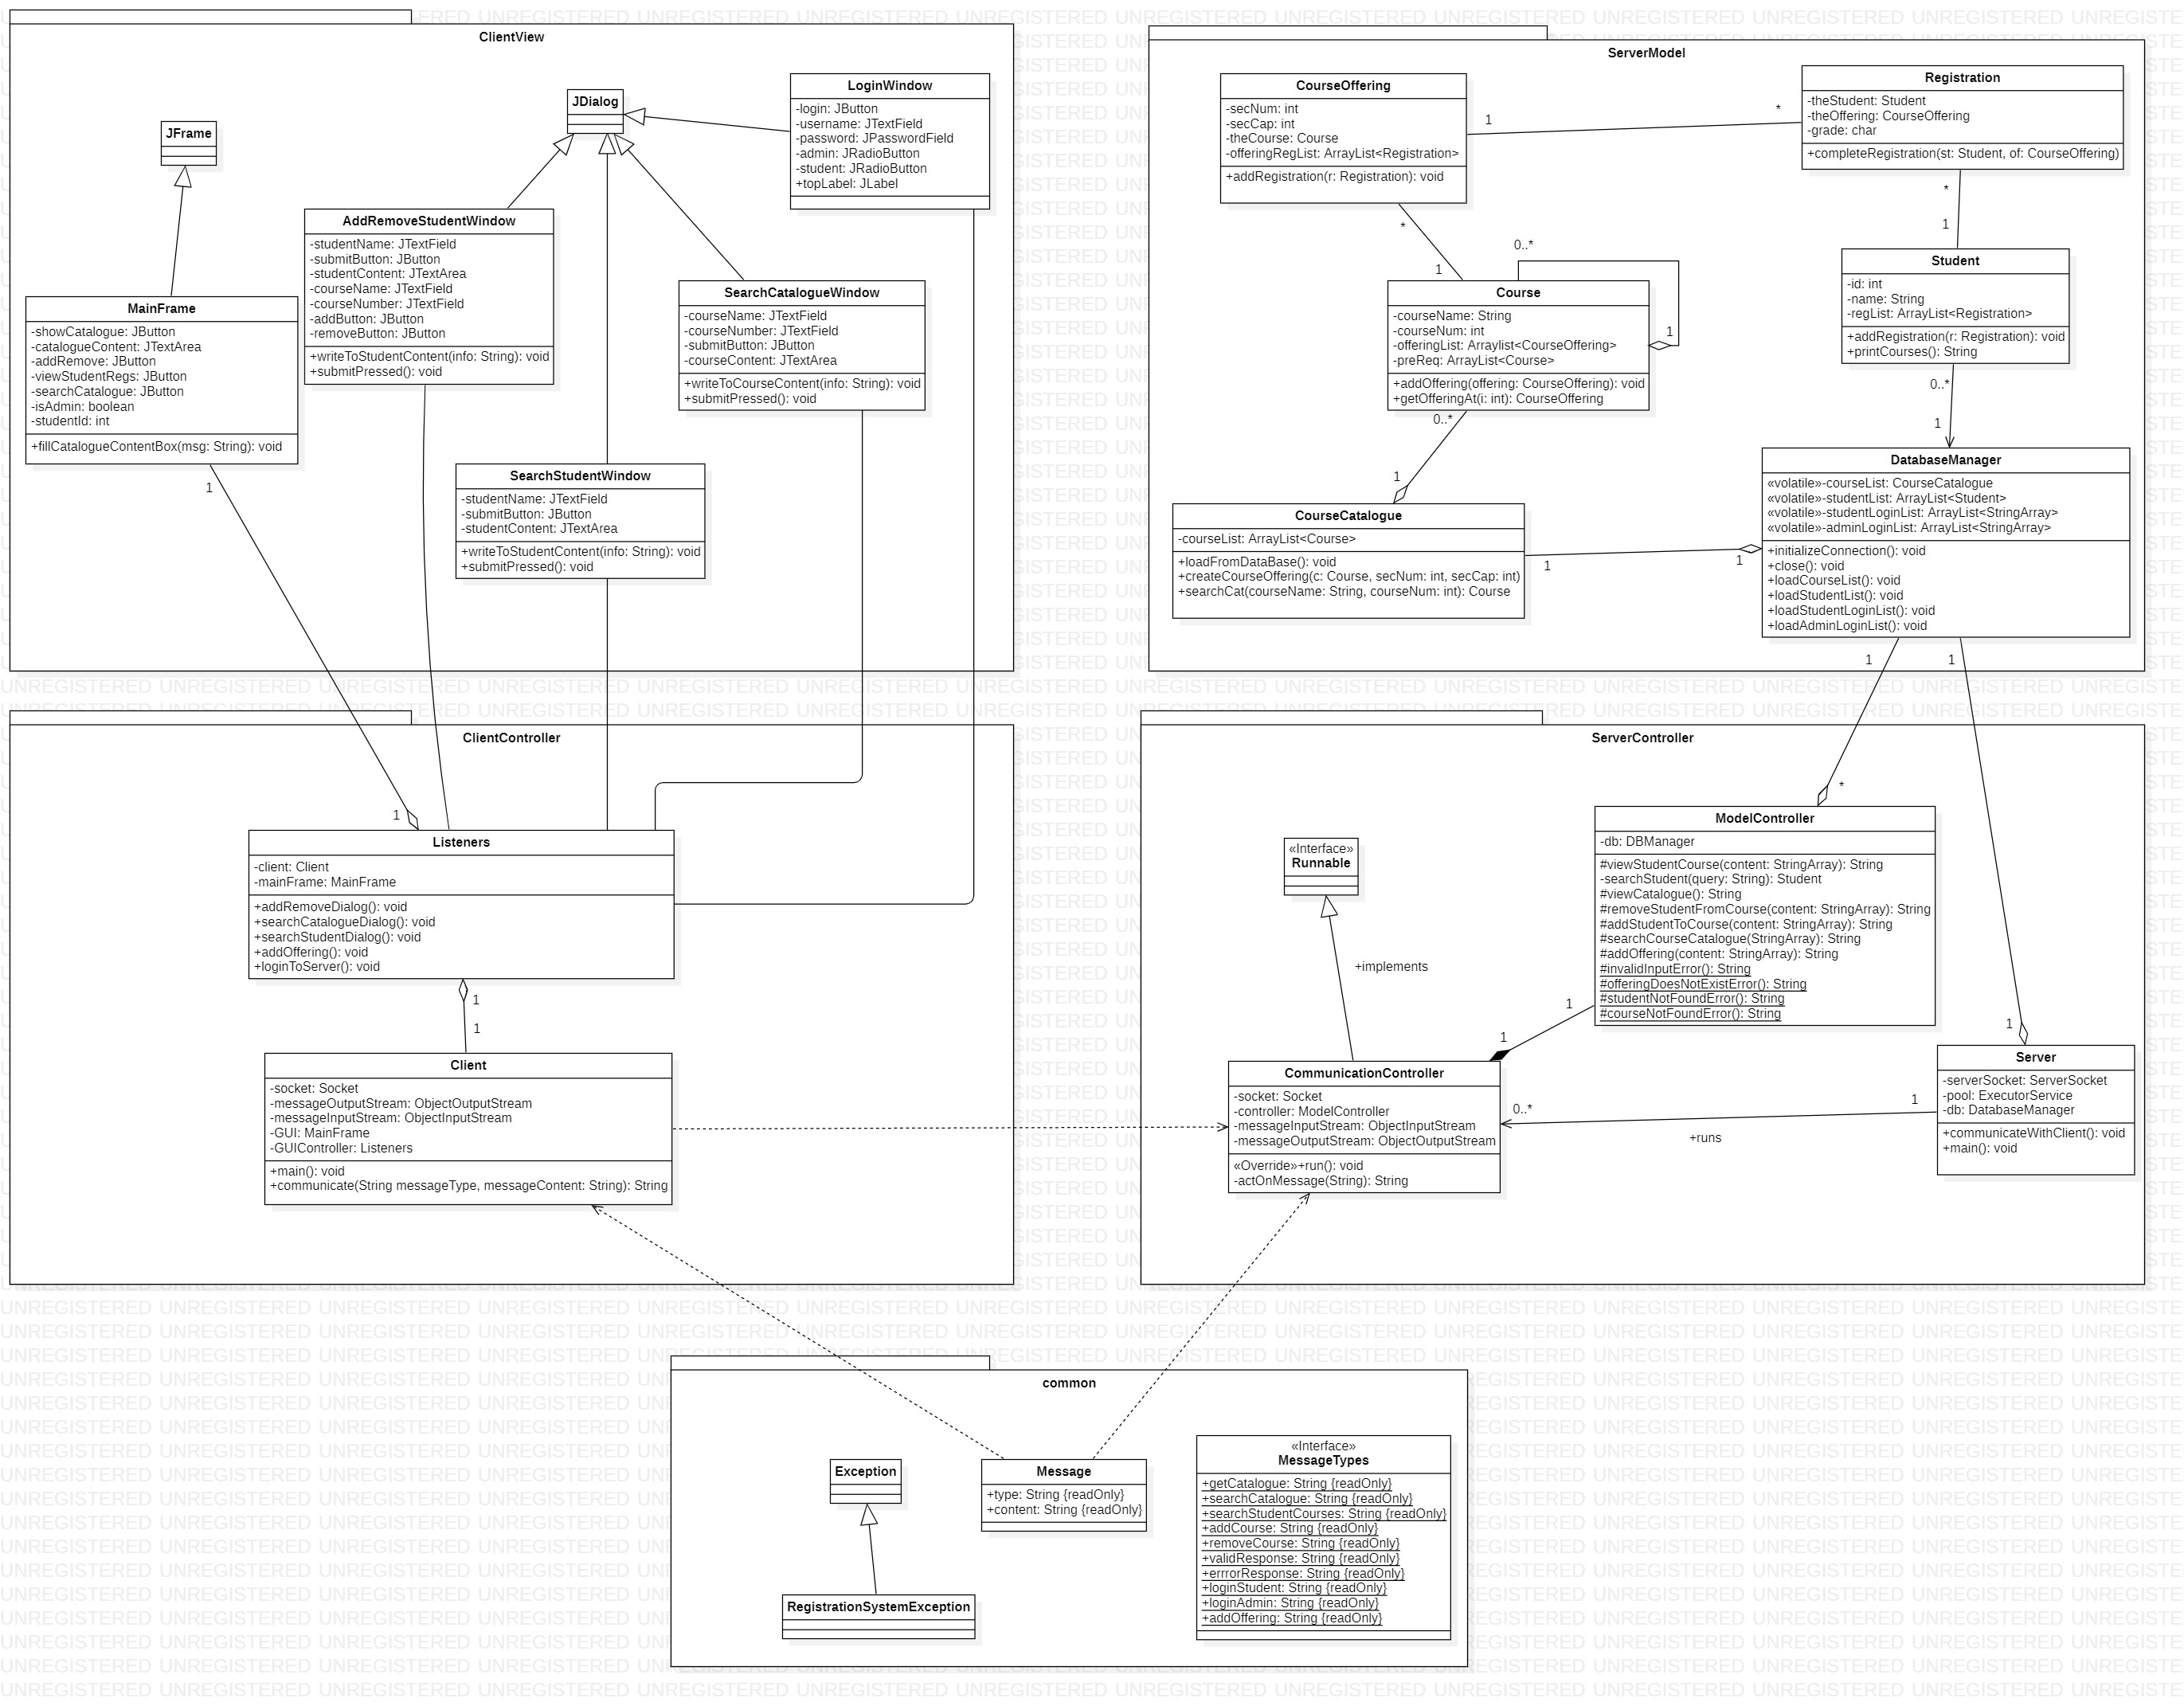 ClientView
JFrame
JDialog
LoginWindow
-login: JButton
-username: JTextField
-password: JPasswordField
-admin: JRadioButton
-student: JRadioButton
+topLabel: JLabel
AddRemoveStudentWindow
-studentName: JTextField
-submitButton: JButton
-studentContent: JTextArea
-courseName: JTextField
-courseNumber: JTextField
-addButton: JButton
-removeButton: JButton
+writeToStudentContent(info: String): void
+submitPressed(): void
MainFrame
-showCatalogue: JButton
-catalogueContent: JTextArea
-addRemove: JButton
-viewStudentRegs: JButton
-searchCatalogue: JButton
-isAdmin: boolean
-studentId: int
+fillCatalogueContentBox(msg: String): void
1
SearchCatalogueWindow
-courseName: JTextField
-courseNumber: JTextField
-submitButton: JButton
-courseContent: JTextArea
+writeToCourseContent(info: String): void
+submitPressed(): void
SearchStudentWindow
-studentName: JTextField
-submitButton: JButton
-studentContent: JTextArea
+writeToStudentContent(info: String): void
+submitPressed(): void
ServerModel
CourseOffering
-secNum: int
-secCap: int
-theCourse: Course
-offeringRegList: ArrayList<Registration>
+addRegistration(r: Registration): void
1
*
Registration
-theStudent: Student
-theOffering: CourseOffering
-grade: char
+completeRegistration(st: Student, of: CourseOffering)
*
1
*
1
0..*
1
Course
-courseName: String
-courseNum: int
-offeringList: Arraylist<CourseOffering>
-preReq: ArrayList<Course>
+addOffering(offering: CourseOffering): void
+getOfferingAt(i: int): CourseOffering
Student
-id: int
-name: String
-regList: ArrayList<Registration>
+addRegistration(r: Registration): void
+printCourses(): String
0..*
1
0..*
1
CourseCatalogue
-courseList: ArrayList<Course>
+loadFromDataBase(): void
+createCourseOffering(c: Course, secNum: int, secCap: int)
+searchCat(courseName: String, courseNum: int): Course
1
1
DatabaseManager
«volatile»-courseList: CourseCatalogue
«volatile»-studentList: ArrayList<Student>
«volatile»-studentLoginList: ArrayList<StringArray>
«volatile»-adminLoginList: ArrayList<StringArray>
+initializeConnection(): void
+close(): void
+loadCourseList(): void
+loadStudentList(): void
+loadStudentLoginList(): void
+loadAdminLoginList(): void
1
1
ClientController
1
Listeners
-client: Client
-mainFrame: MainFrame
+addRemoveDialog(): void
+searchCatalogueDialog(): void
+searchStudentDialog(): void
+addOffering(): void
+loginToServer(): void
1
1
Client
-socket: Socket
-messageOutputStream: ObjectOutputStream
-messageInputStream: ObjectInputStream
-GUI: MainFrame
-GUIController: Listeners
+main(): void
+communicate(String messageType, messageContent: String): String
ServerController
*
ModelController
-db: DBManager
#viewStudentCourse(content: StringArray): String
-searchStudent(query: String): Student
#viewCatalogue(): String
#removeStudentFromCourse(content: StringArray): String
#addStudentToCourse(content: StringArray): String
#searchCourseCatalogue(StringArray): String
#addOffering(content: StringArray): String
#invalidInputError(): String
#offeringDoesNotExistError(): String
#studentNotFoundError(): String
#courseNotFoundError(): String
«Interface»
Runnable
+implements
1
1
1
CommunicationController
-socket: Socket
-controller: ModelController
-messageInputStream: ObjectInputStream
-messageOutputStream: ObjectOutputStream
«Override»+run(): void
-actOnMessage(String): String
0..*
1
+runs
Server
-serverSocket: ServerSocket
-pool: ExecutorService
-db: DatabaseManager
+communicateWithClient(): void
+main(): void
common
Exception
RegistrationSystemException
Message
+type: String {readOnly}
+content: String {readOnly}
«Interface»
MessageTypes
+getCatalogue: String {readOnly}
+searchCatalogue: String {readOnly}
+searchStudentCourses: String {readOnly}
+addCourse: String {readOnly}
+removeCourse: String {readOnly}
+validResponse: String {readOnly}
+errrorResponse: String {readOnly}
+loginStudent: String {readOnly}
+loginAdmin: String {readOnly}
+addOffering: String {readOnly}
UNREGISTERED